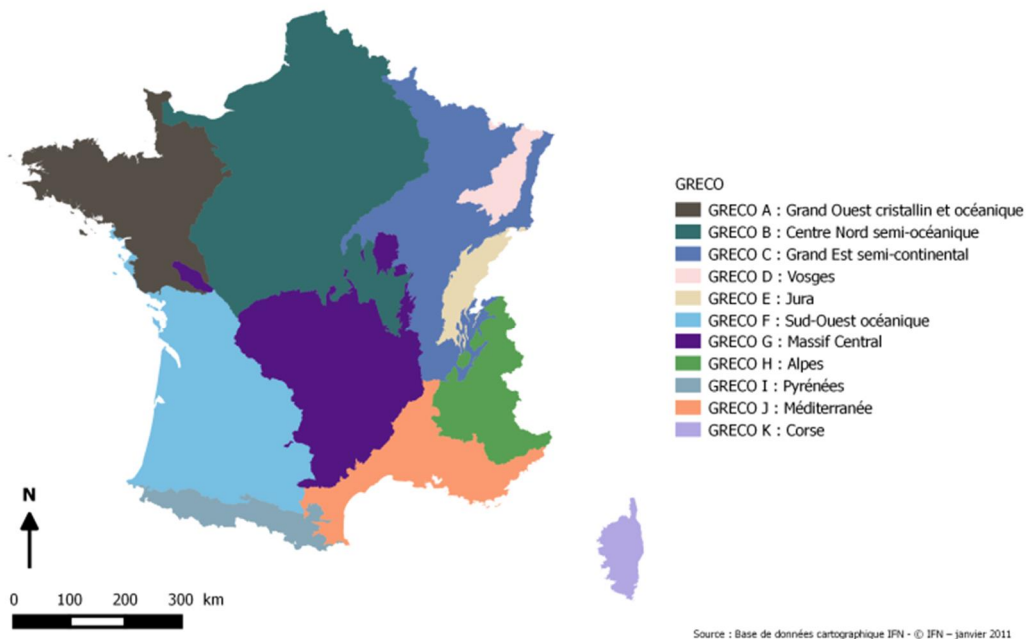 GRECO
GRECO A : Grand Ouest cristallin et océanique
GRECO B : Centre Nord semi-océanique
GRECO C : Grand Est semi-continental
GRECO D : Vosges
GRECO E : Jura
GRECO F : Sud-Ouest océanique
GRECO G : Massif Central
GRECO H : Alpes
GRECO I : Pyrénées
GRECO J : Méditerranée
GRECO K : Corse
N
0 100 200 300 km
Source : Base de données cartographique IFN - © IFN – janvier 2011